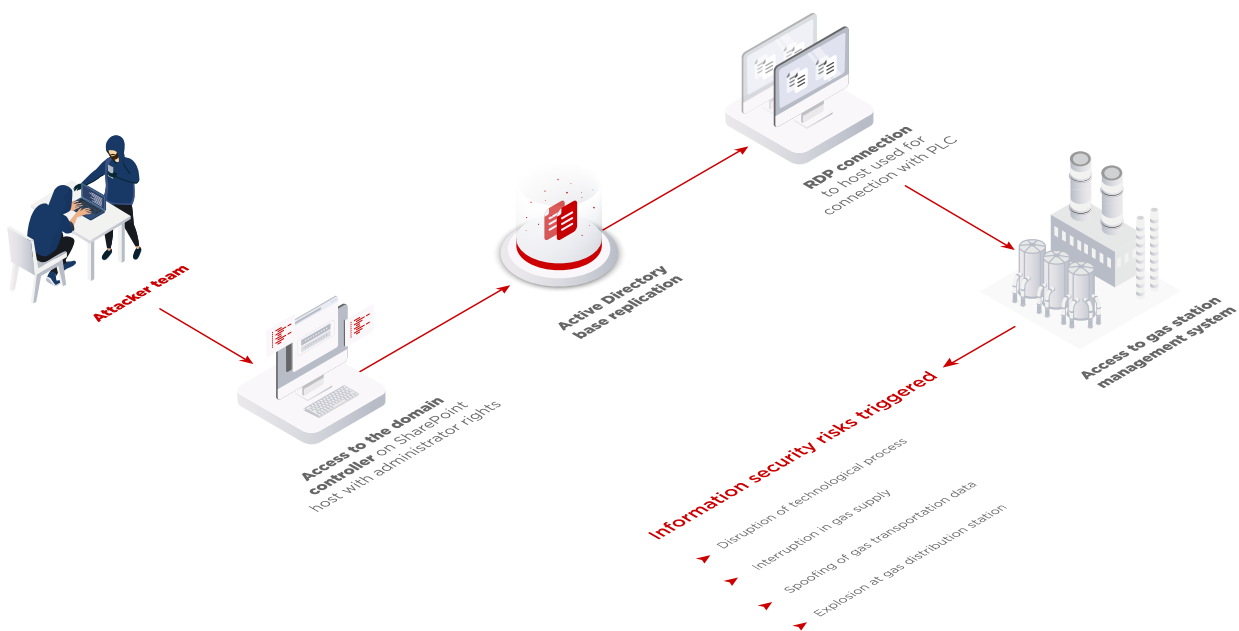 Attacker team
Access to the domain
controller on SharePoint
host with administrator rights
Active Directory
base replication
RDP connection
to host used for
connection with PLC
Access to gas station
management system
Information security risks triggered
Disruption of technological process
Interruption in gas supply
Spoofing of gas transportation data
Explosion at gas distribution station